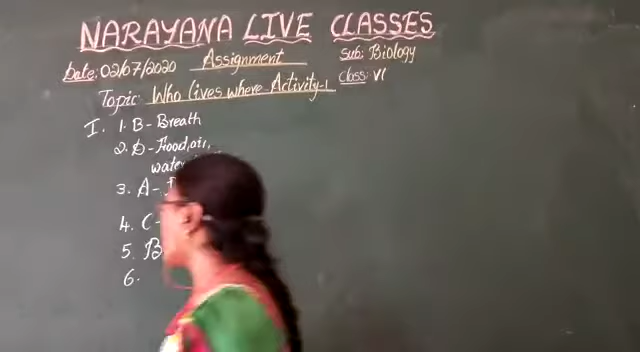 NARAYANA LIVE CLASSES
Date: 02/07/2020 Assignment Sub: Biology
Class: VI
Topic: Who lives where Activity-1
I. 1. B - Breath
2. D - Food, air,
water
3. A -
4. C -
5. B
6.